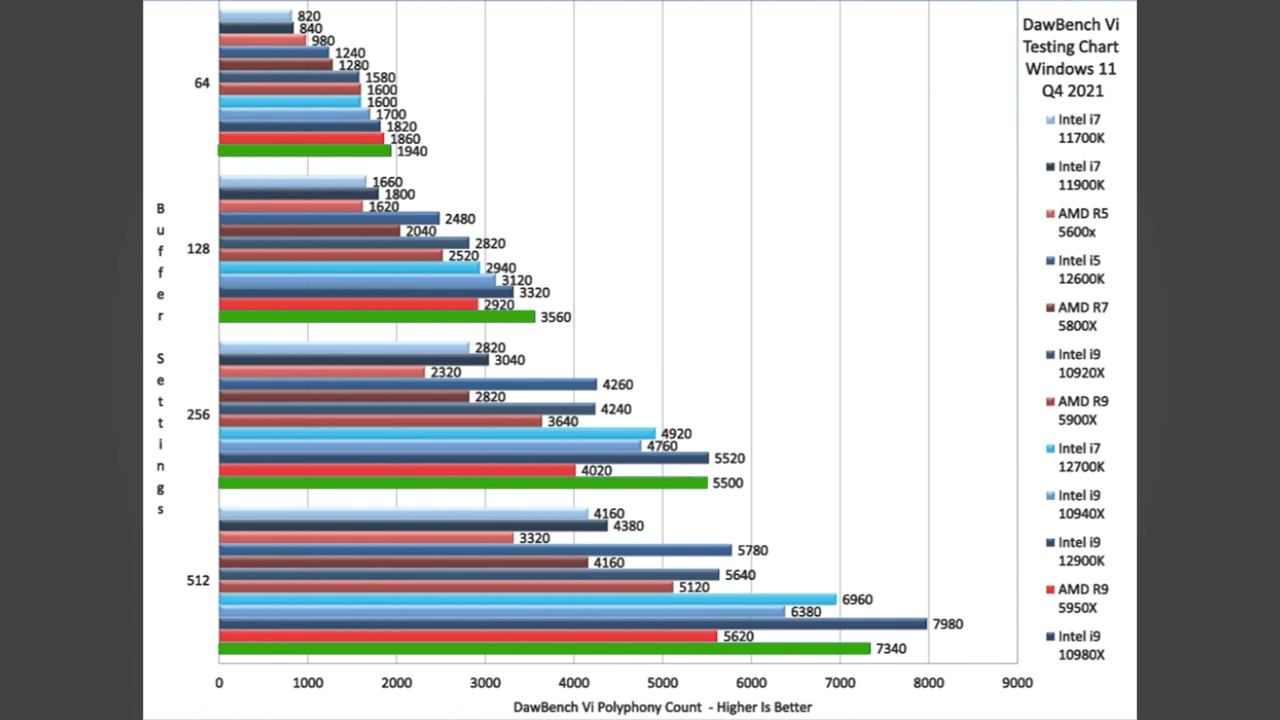 DawBench Vi
Testing Chart
Windows 11
Q4 2021
Intel i7
11700K
Intel i7
11900K
AMD R5
5600x
Intel i5
12600K
AMD R7
5800X
Intel i9
10920X
AMD R9
5900X
Intel i7
12700K
Intel i9
10940X
Intel i9
12900K
AMD R9
5950X
Intel i9
10980X
Buffer Settings
64
820
840
980
1240
1280
1580
1600
1600
1700
1820
1860
1940
128
1660
1800
1620
2480
2040
2820
2520
2940
3120
3320
2920
3560
256
2820
3040
2320
4260
2820
4240
3640
4920
4760
5520
4020
5500
512
4160
4380
3320
5780
4160
5640
5120
6960
6380
7980
5620
7340
0 1000 2000 3000 4000 5000 6000 7000 8000 9000
DawBench Vi Polyphony Count - Higher Is Better